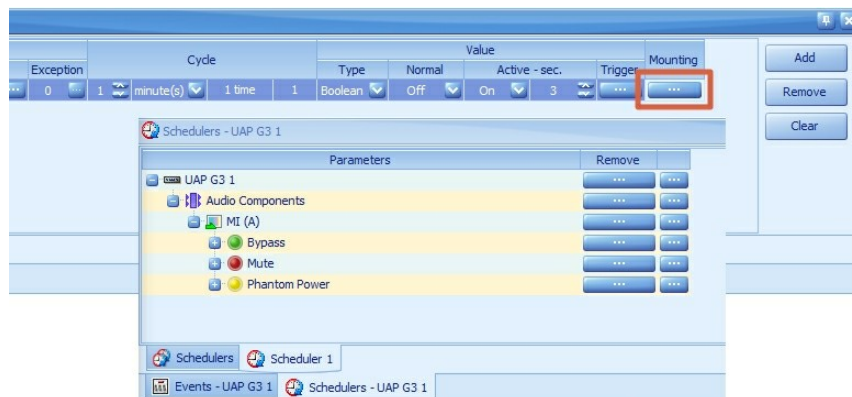 Cycle Value
Exception Type Normal Active - sec. Trigger Mounting Add
... 0 ... 1 minute(s) 1 time 1 Boolean Off On 3 ... ... Remove
Clear
Schedulers - UAP G3 1
Parameters Remove
UAP G3 1 ... ...
Audio Components ... ...
MI (A) ... ...
Bypass ... ...
Mute ... ...
Phantom Power ... ...
Schedulers Scheduler 1
Events - UAP G3 1 Schedulers - UAP G3 1